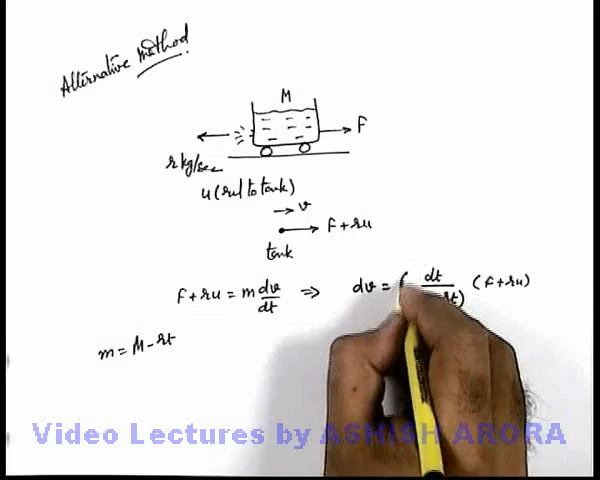 Alternative method
M
F
r kg/sec
u (rel to tank)
v
F + ru
tank
F + ru = m dv/dt ⇒ dv = dt/ rt) (F + ru)
m = M - rt
Video Lectures by ASHISH ARORA